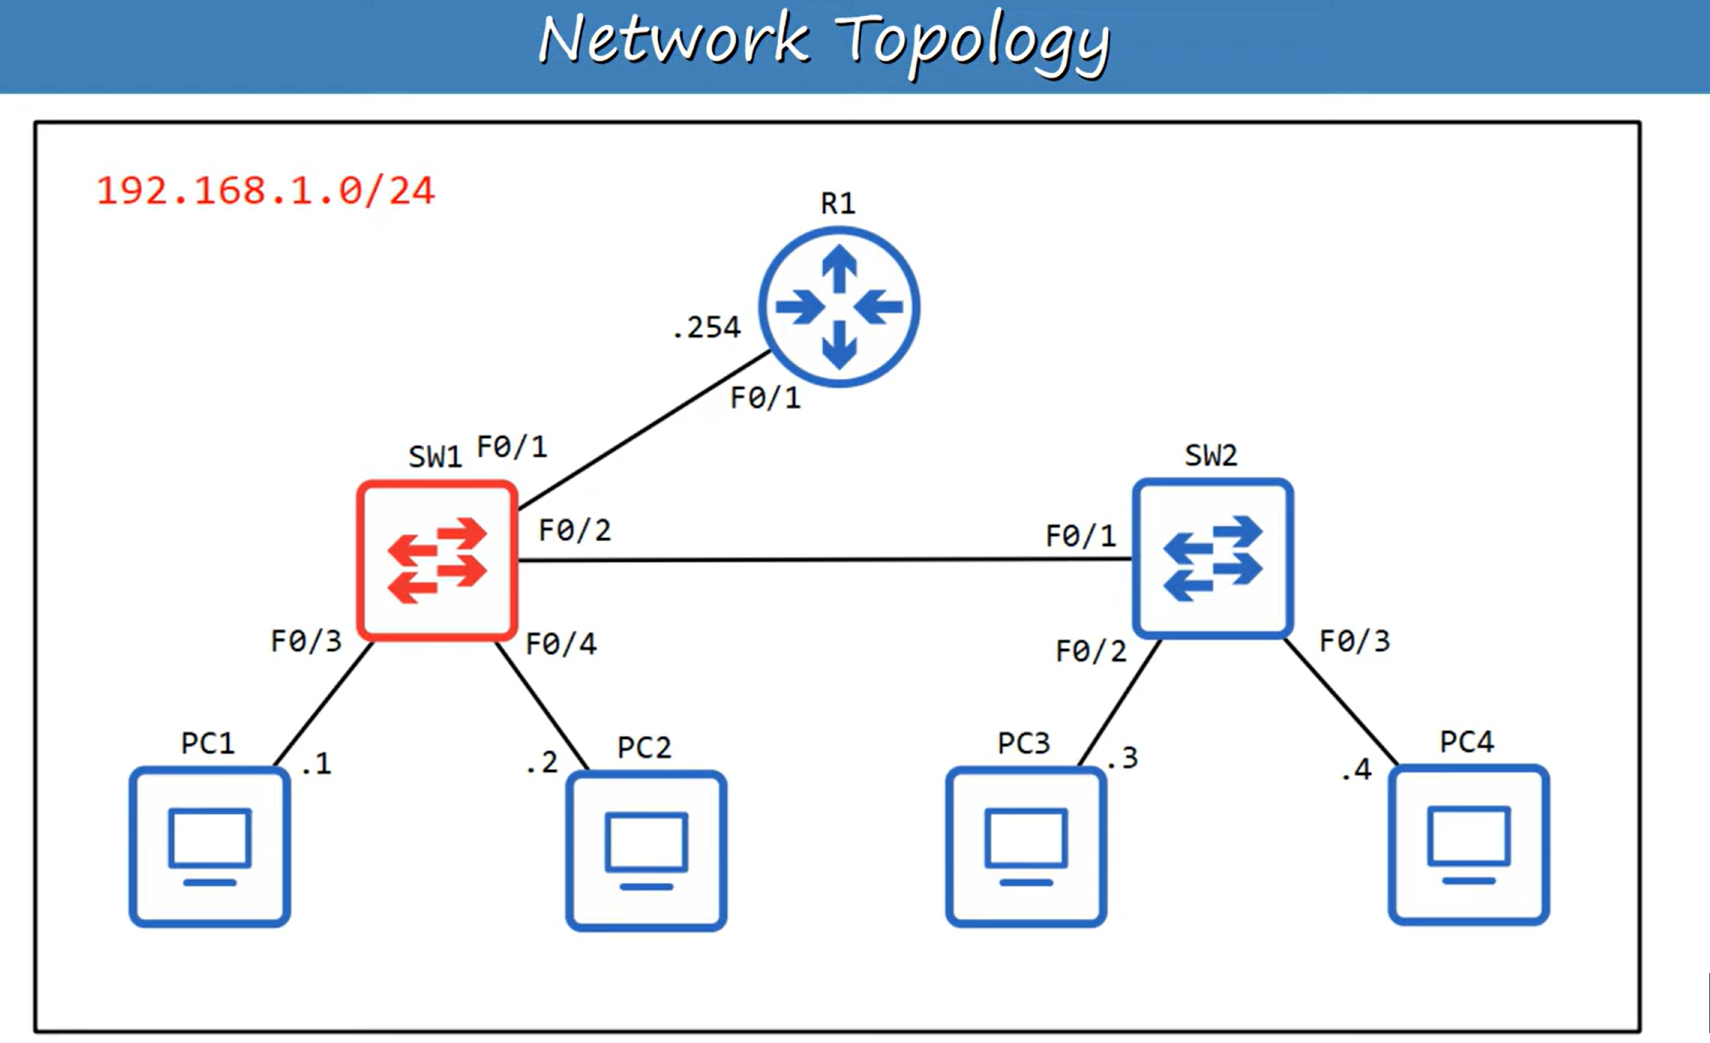 Network Topology
192.168.1.0/24
R1
.254
F0/1
SW1
F0/1
F0/2
F0/1
SW2
F0/3
F0/4
F0/2
F0/3
PC1
.1
.2
PC2
PC3
.3
.4
PC4